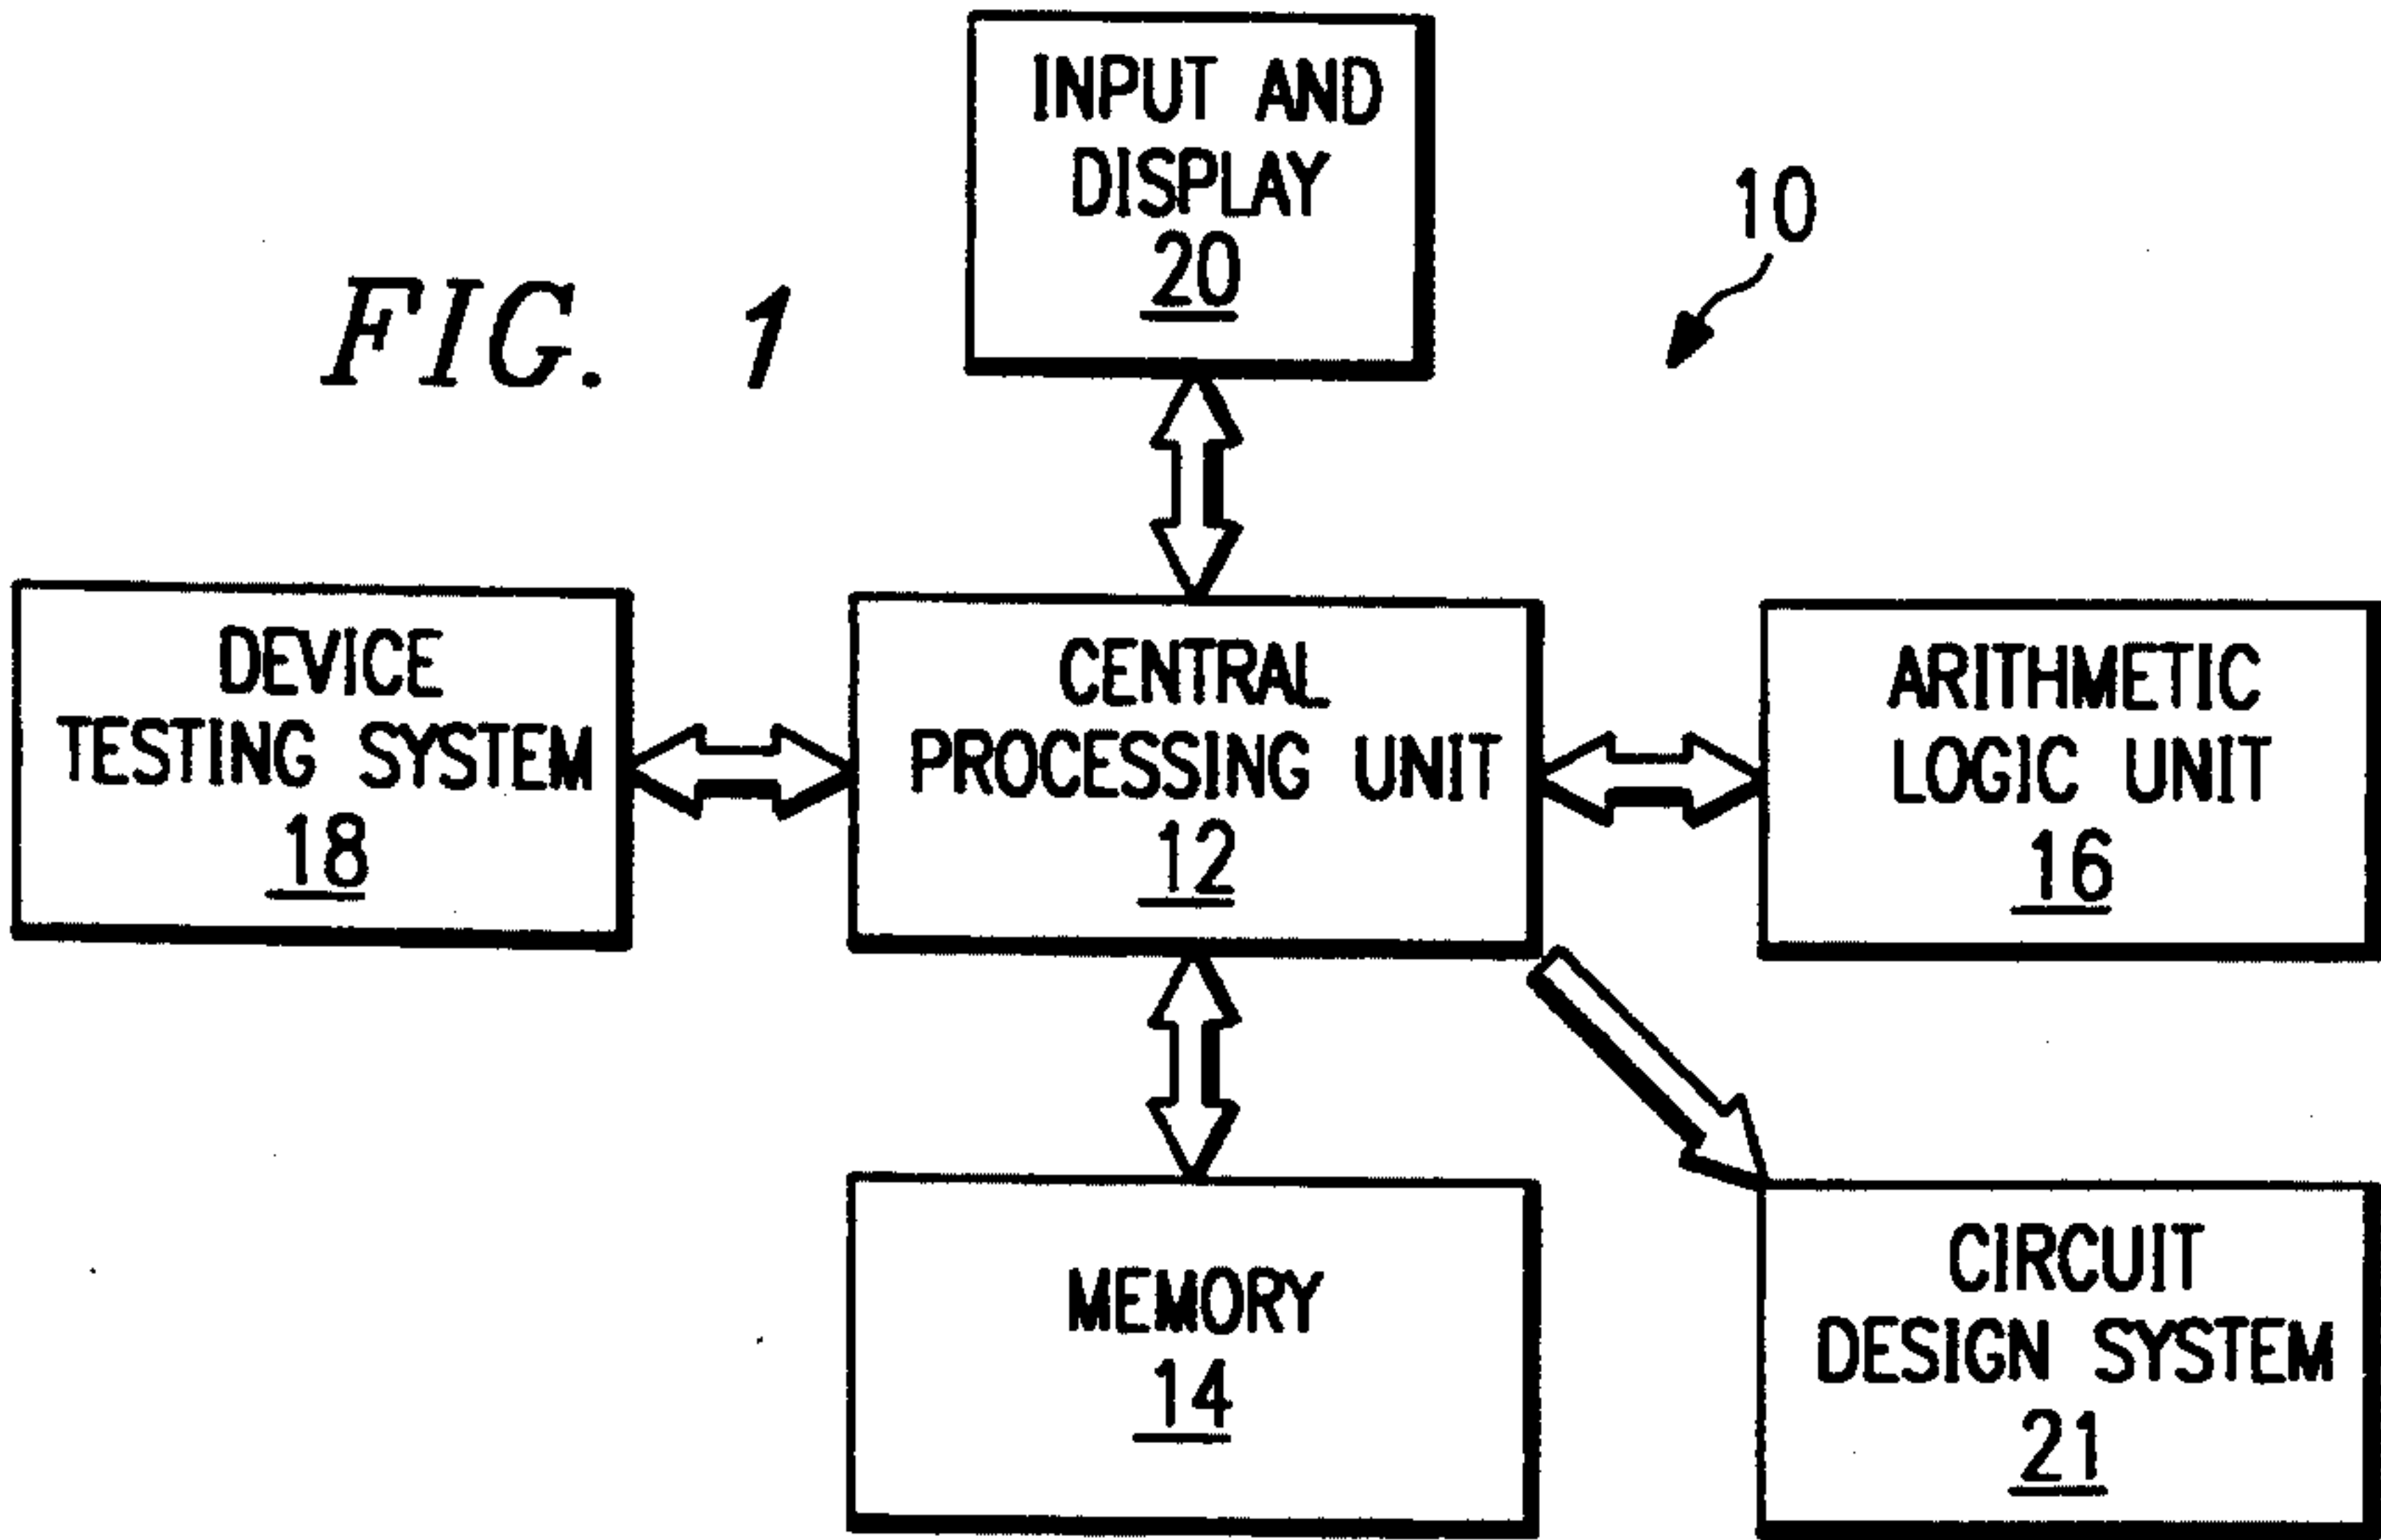 INPUT AND
DISPLAY
20
10
FIG. 1
DEVICE
TESTING SYSTEM
18
CENTRAL
PROCESSING UNIT
12
ARITHMETIC
LOGIC UNIT
16
MEMORY
14
CIRCUIT
DESIGN SYSTEM
21